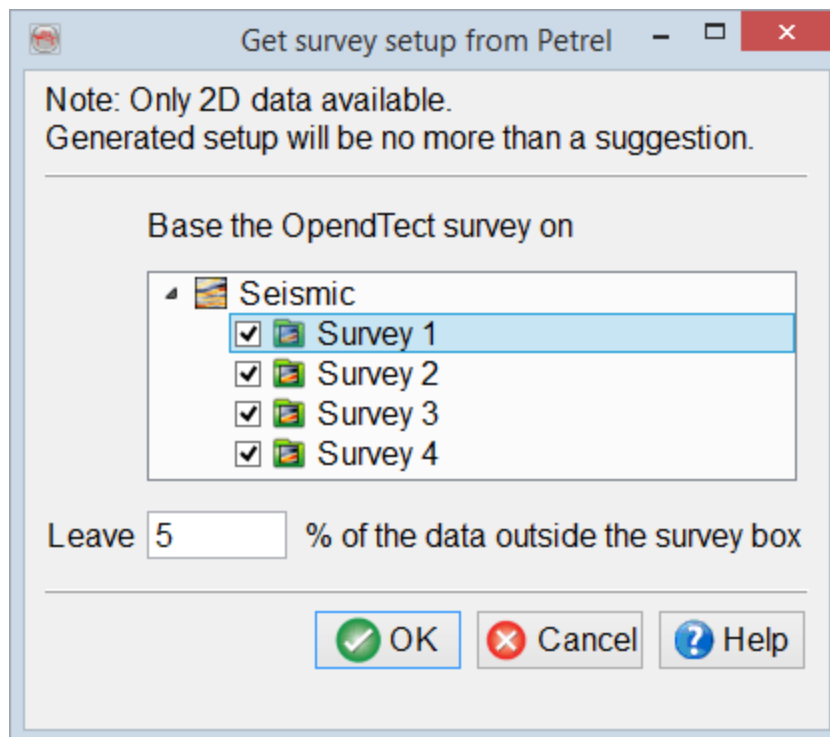 Get survey setup from Petrel
Note: Only 2D data available.
Generated setup will be no more than a suggestion.
Base the OpendTect survey on
Seismic
Survey 1
Survey 2
Survey 3
Survey 4
Leave 5 % of the data outside the survey box
OK Cancel Help